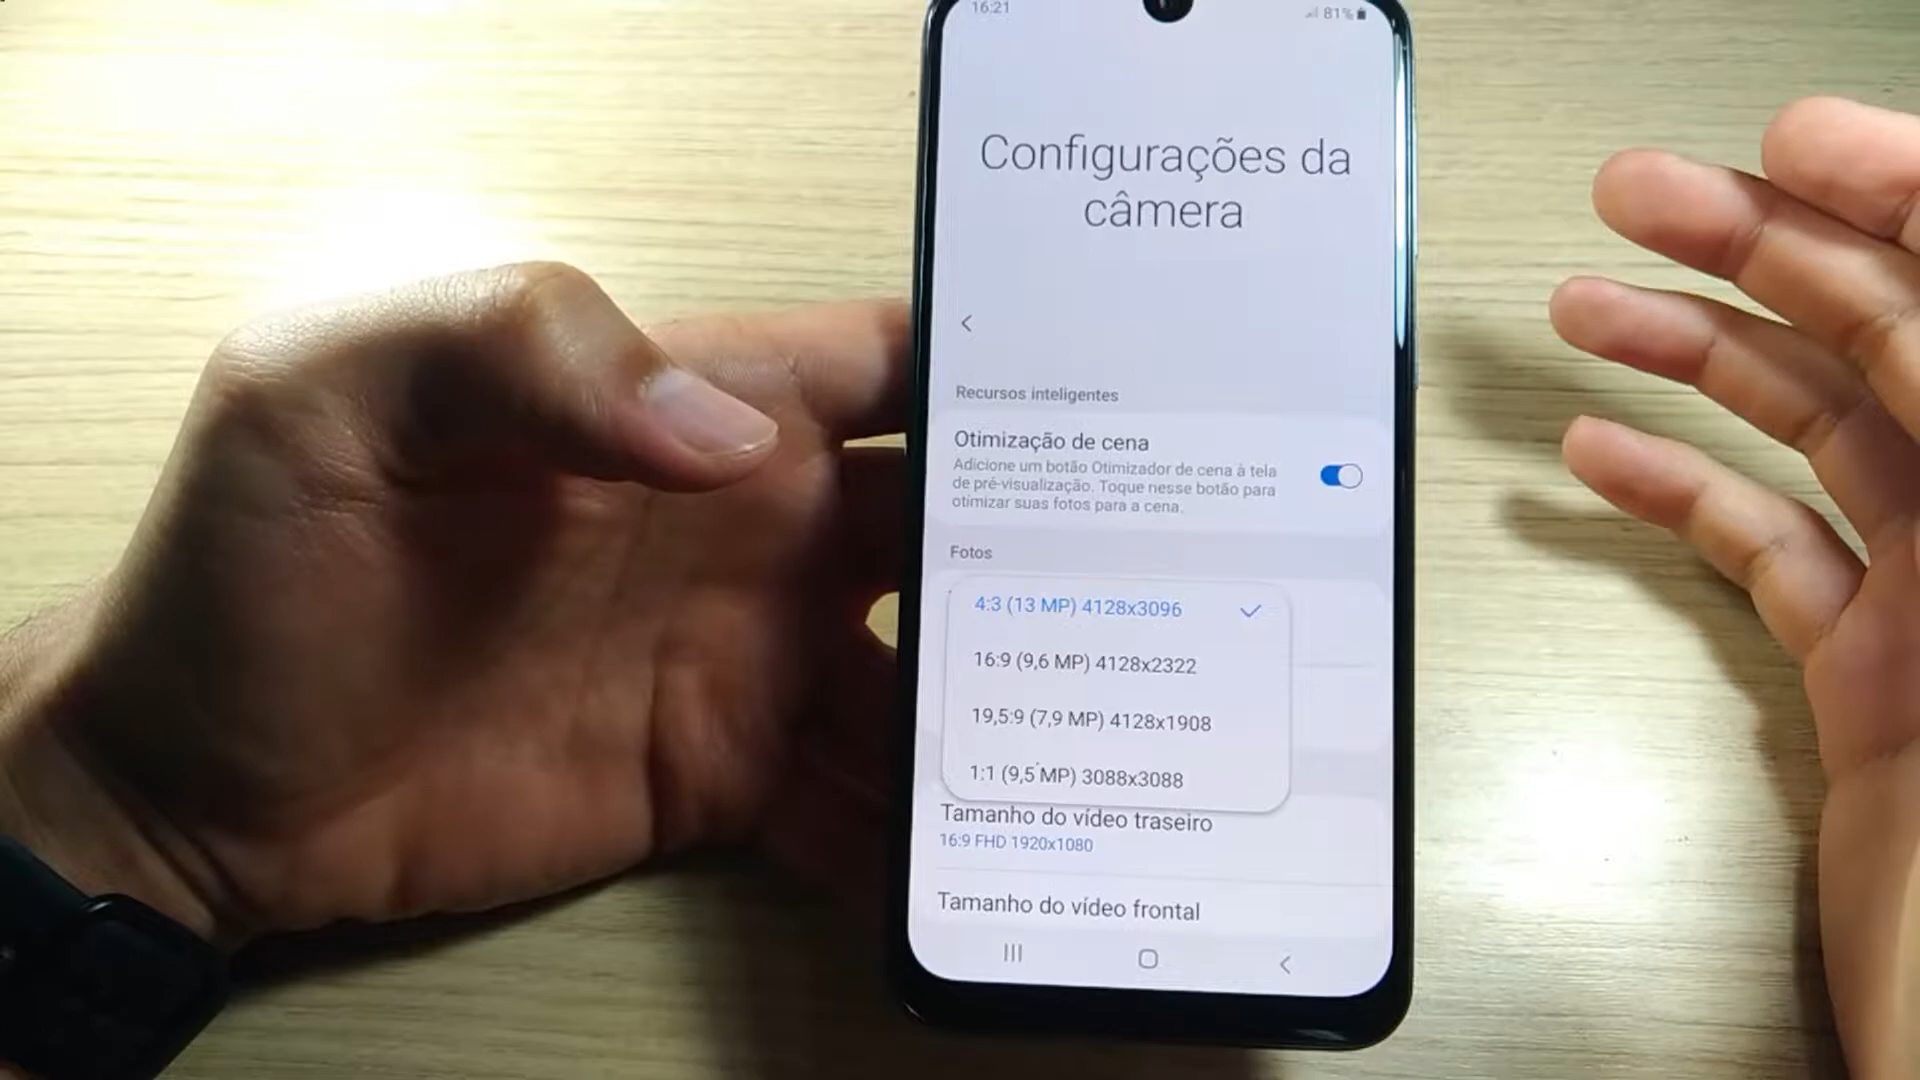 16:21
81%
Configurações da
câmera
Recursos inteligentes
Otimização de cena
Adicione um botão Otimizador de cena à tela
de pré-visualização. Toque nesse botão para
otimizar suas fotos para a cena.
Fotos
4:3 (13 MP) 4128x3096
16:9 (9,6 MP) 4128x2322
19,5:9 (7,9 MP) 4128x1908
1:1 (9,5 MP) 3088x3088
Tamanho do vídeo traseiro
16:9 FHD 1920x1080
Tamanho do vídeo frontal